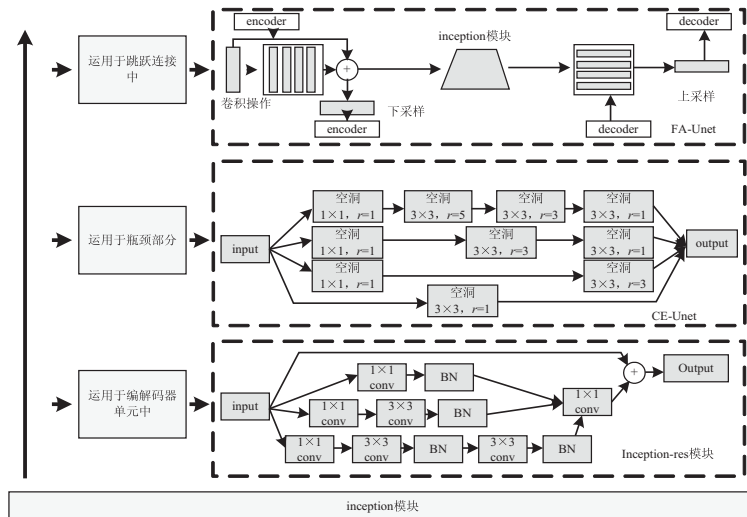 encoder
inception模块
decoder
运用于跳跃连接
中
+
卷积操作
下采样
上采样
encoder
decoder
FA-Unet
运用于瓶颈部分
input
空洞
1×1，r=1
空洞
3×3，r=5
空洞
3×3，r=3
空洞
3×3，r=1
空洞
1×1，r=1
空洞
3×3，r=3
空洞
3×3，r=1
空洞
1×1，r=1
空洞
3×3，r=3
空洞
3×3，r=1
output
CE-Unet
运用于编解码器
单元中
input
1×1
conv
BN
1×1
conv
3×3
conv
BN
1×1
conv
3×3
conv
BN
3×3
conv
BN
1×1
conv
+
Output
Inception-res模块
inception模块